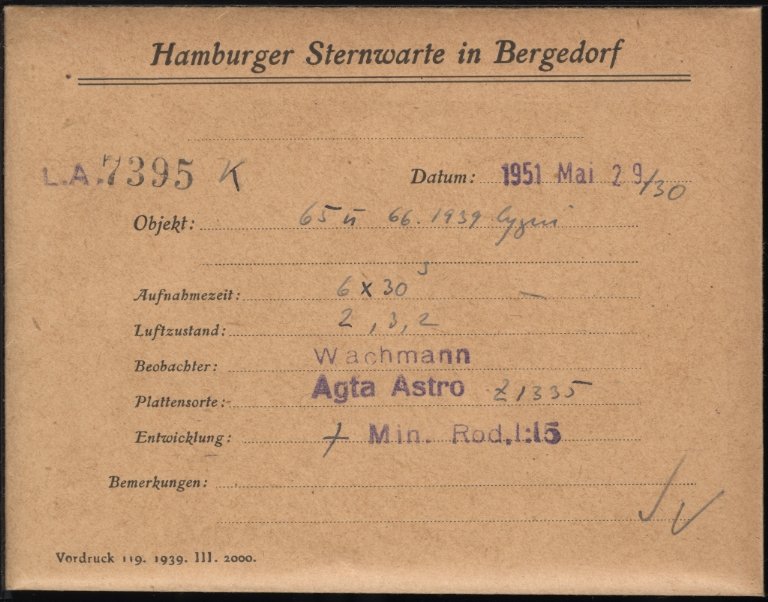 Hamburger Sternwarte in Bergedorf
L.A. 7395 K Datum: 1951 Mai 29/30
Objekt: 65 u 66.1939 Cygni
Aufnahmezeit: 6 x 30 s —
Luftzustand: 2, 3, 2
Beobachter: Wachmann
Plattensorte: Agfa Astro Z1335
Entwicklung: 7 Min. Rod.1:15
Bemerkungen:
Vordruck 119. 1939. III. 2000.